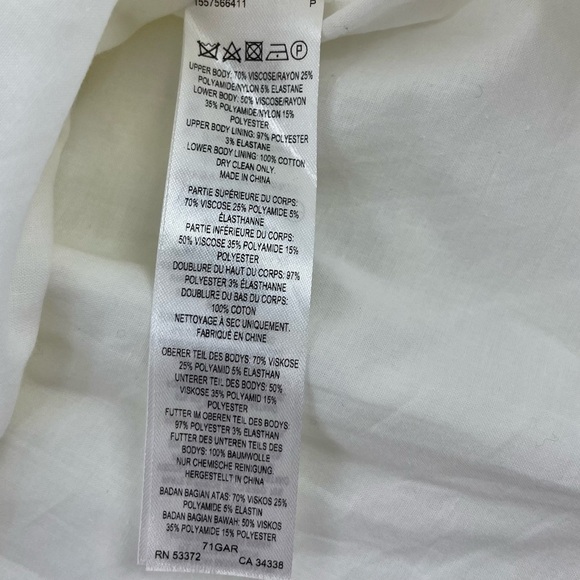 1557566411 P
P
UPPER BODY: 70% VISCOSE/RAYON 25%
POLYAMIDE/NYLON 5% ELASTANE
LOWER BODY: 50% VISCOSE/RAYON
35% POLYAMIDE/NYLON 15%
POLYESTER
UPPER BODY LINING: 97% POLYESTER
3% ELASTANE
LOWER BODY LINING: 100% COTTON
DRY CLEAN ONLY.
MADE IN CHINA
PARTIE SUPÉRIEURE DU CORPS:
70% VISCOSE 25% POLYAMIDE 5%
ÉLASTHANNE
PARTIE INFÉRIEURE DU CORPS:
50% VISCOSE 35% POLYAMIDE 15%
POLYESTER
DOUBLURE DU HAUT DU CORPS: 97%
POLYESTER 3% ÉLASTHANNE
DOUBLURE DU BAS DU CORPS:
100% COTON
NETTOYAGE À SEC UNIQUEMENT.
FABRIQUÉ EN CHINE
OBERER TEIL DES BODYS: 70% VISKOSE
25% POLYAMID 5% ELASTHAN
UNTERER TEIL DES BODYS: 50%
VISKOSE 35% POLYAMID 15%
POLYESTER
FUTTER IM OBEREN TEIL DES BODYS:
97% POLYESTER 3% ELASTHAN
FUTTER DES UNTEREN TEILS DES
BODYS: 100% BAUMWOLLE
NUR CHEMISCHE REINIGUNG.
HERGESTELLT IN CHINA
BADAN BAGIAN ATAS: 70% VISKOS 25%
POLYAMIDE 5% ELASTIN
BADAN BAGIAN BAWAH: 50% VISKOS
35% POLYAMIDE 15% POLYESTER
71GAR
RN 53372 CA 34338